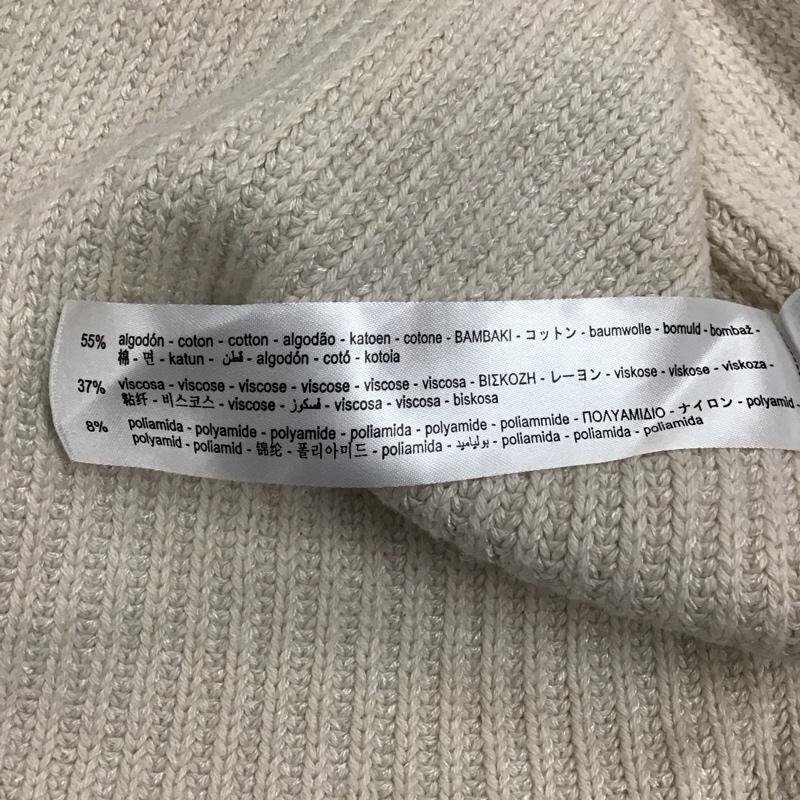 55% algodón - coton - cotton - algodão - katoen - cotone - BAMBAKI - コットン - baumwolle - bomuld - bombaž -
棉 - 면 - katun - قطن - algodón - cotó - kotoia
37% viscosa - viscose - viscose - viscose - viscose - viscosa - ΒΙΣΚΟΖΗ - レーヨン - viskose - viskose - viskoza -
粘纤 - 비스코스 - viscose - فسكوز - viscosa - viscosa - biskosa
8% poliamida - polyamide - polyamide - poliamida - polyamide - poliammide - ΠΟΛΥΑΜΙΔΙΟ - ナイロン - polyamid -
polyamid - poliamid - 锦纶 - 폴리아미드 - poliamida - بولياميد - poliamida - poliamida - poliamida